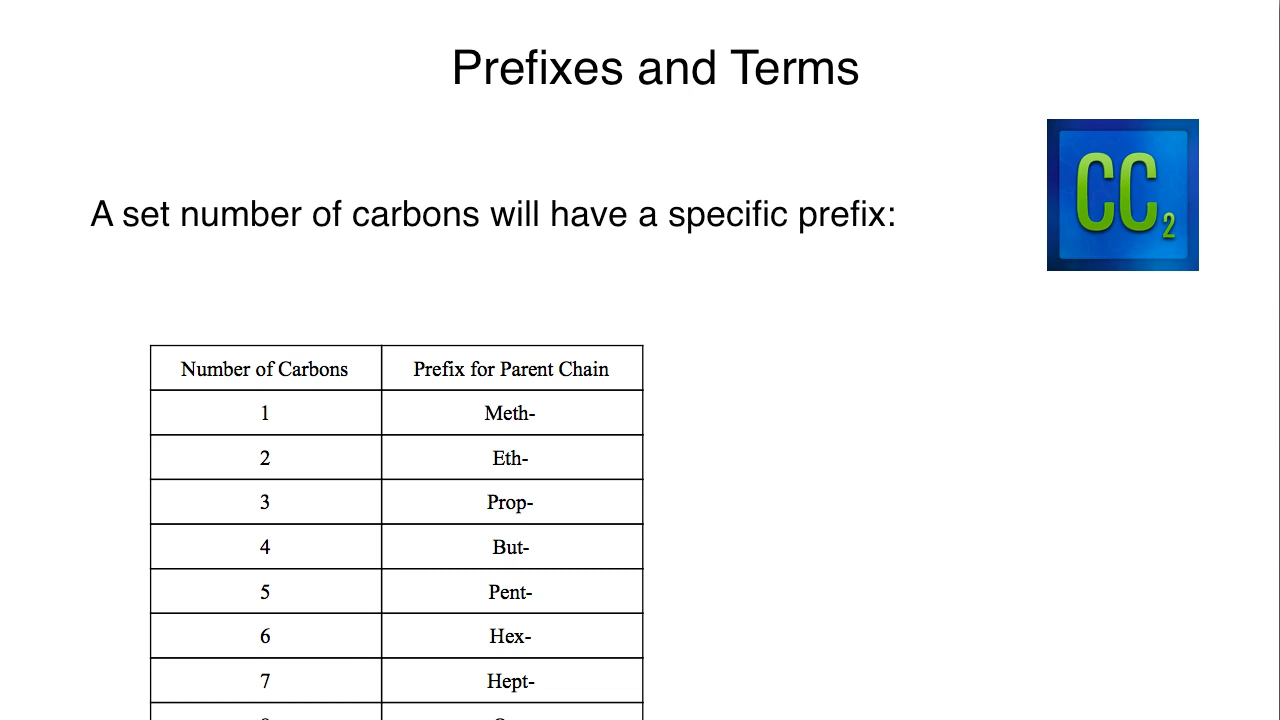 Prefixes and Terms
CC2
A set number of carbons will have a specific prefix:
Number of Carbons Prefix for Parent Chain
1 Meth-
2 Eth-
3 Prop-
4 But-
5 Pent-
6 Hex-
7 Hept-